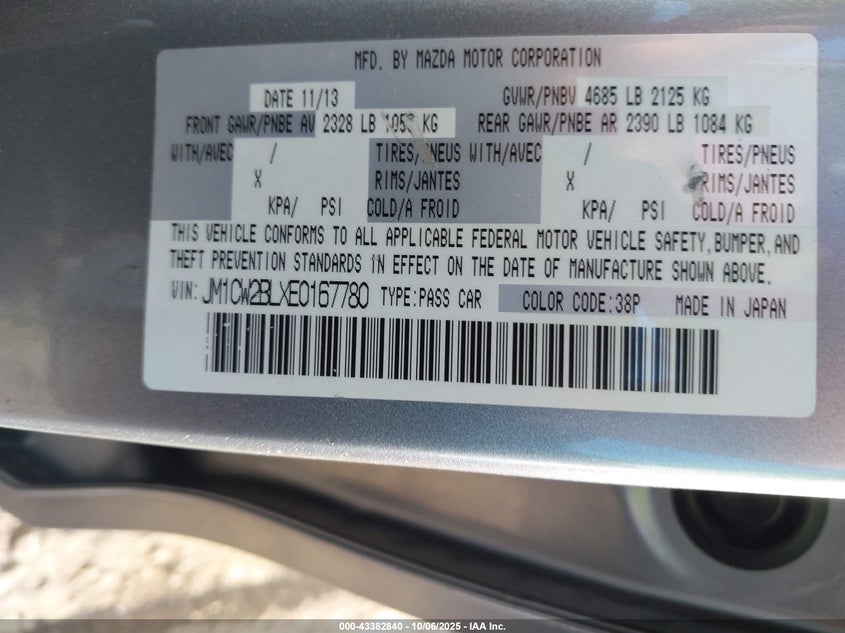 MFD. BY MAZDA MOTOR CORPORATION
DATE 11/13 GVWR/PNBV 4685 LB 2125 KG
FRONT GAWR/PNBE AV 2328 LB KG REAR GAWR/PNBE AR 2390 LB 1084 KG
WITH/AVEC / TIRES/PNEUS WITH/AVEC / TIRES/PNEUS
X RIMS/JANTES X RIMS/JANTES
KPA/ PSI COLD/A FROID KPA/ PSI COLD/A FROID
THIS VEHICLE CONFORMS TO ALL APPLICABLE FEDERAL MOTOR VEHICLE SAFETY, BUMPER, AND
THEFT PREVENTION STANDARDS IN EFFECT ON THE DATE OF MANUFACTURE SHOWN ABOVE.
VIN: JM1CW2BLXE0167780 TYPE:PASS CAR COLOR CODE:38P MADE IN JAPAN
000-43382840 - 10/06/2025 - IAA Inc.